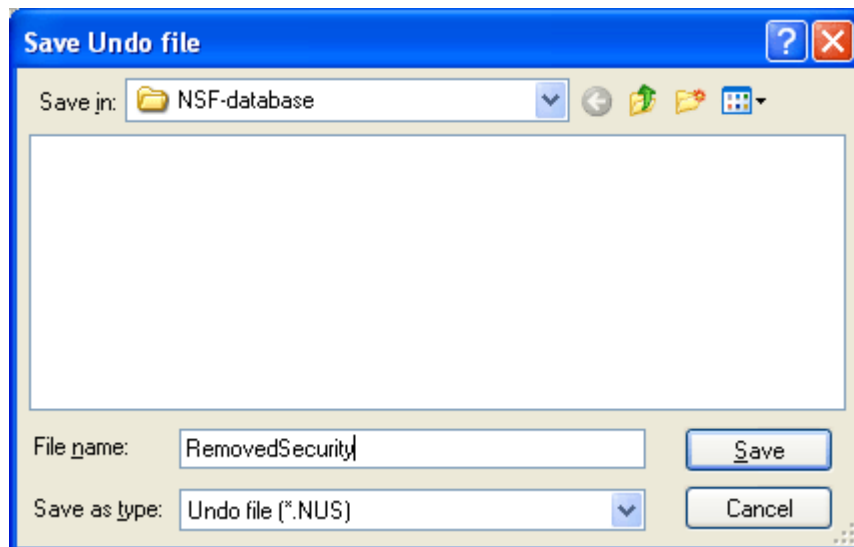 Save Undo file
Save in: NSF-database
File name: RemovedSecurity
Save
Save as type: Undo file (*.NUS)
Cancel